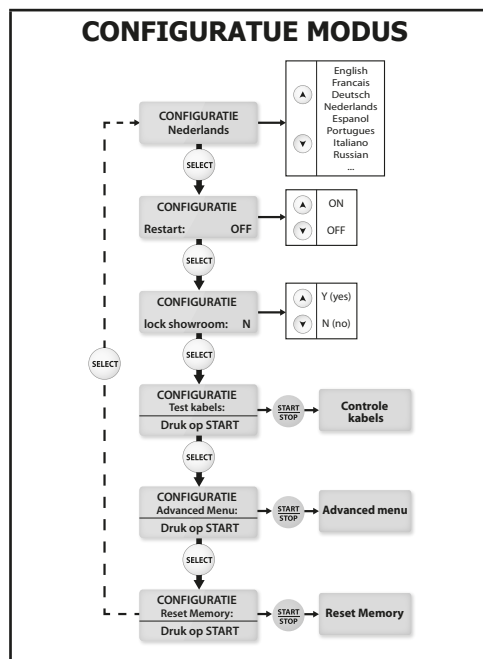 CONFIGURATUE MODUS
English
Francais
Deutsch
Nederlands
Espanol
Portugues
Italiano
Russian
...
CONFIGURATIE
Nederlands
SELECT
CONFIGURATIE
Restart: OFF
ON
OFF
SELECT
CONFIGURATIE
lock showroom: N
Y (yes)
N (no)
SELECT
SELECT
CONFIGURATIE
Test kabels:
Druk op START
START
STOP
Controle
kabels
SELECT
CONFIGURATIE
Advanced Menu:
Druk op START
START
STOP
Advanced menu
SELECT
CONFIGURATIE
Reset Memory:
Druk op START
START
STOP
Reset Memory